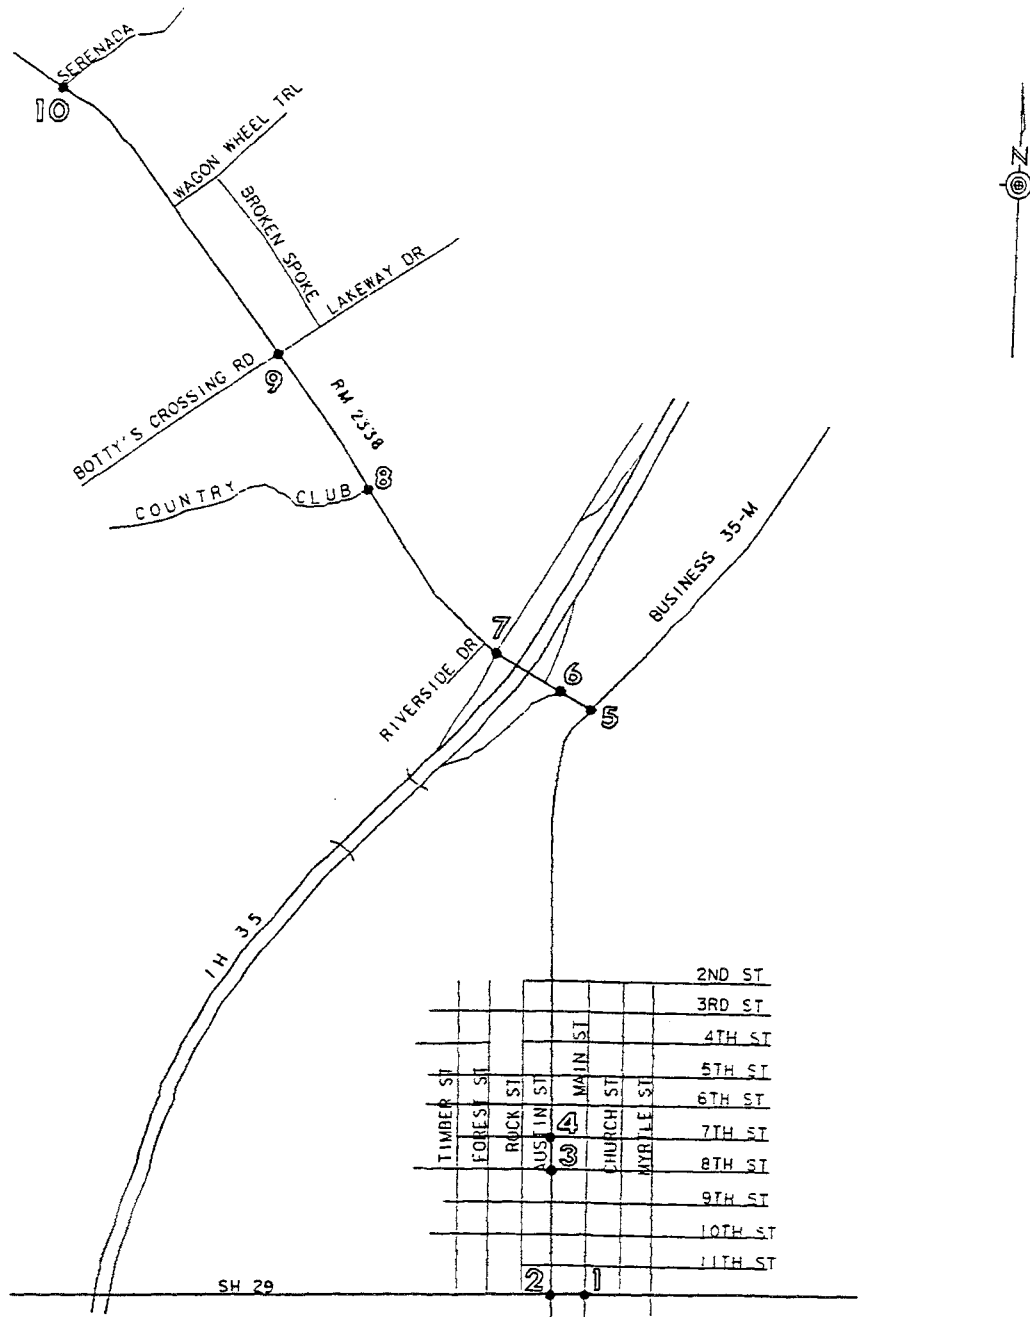 SERENADA
10
WAGON WHEEL TRL
N
BROKEN SPOKE
LAKEWAY DR
BOTTY'S CROSSING RD
9
RM 2338
8
COUNTRY CLUB
BUSINESS 35-M
7
RIVERSIDE DR
6
5
IH 35
2ND ST
3RD ST
4TH ST
5TH ST
6TH ST
7TH ST
8TH ST
9TH ST
10TH ST
11TH ST
TIMBER ST
FOREST ST
ROCK ST
AUSTIN ST
MAIN ST
CHURCH ST
MYRTLE ST
4
3
SH 29
2
1